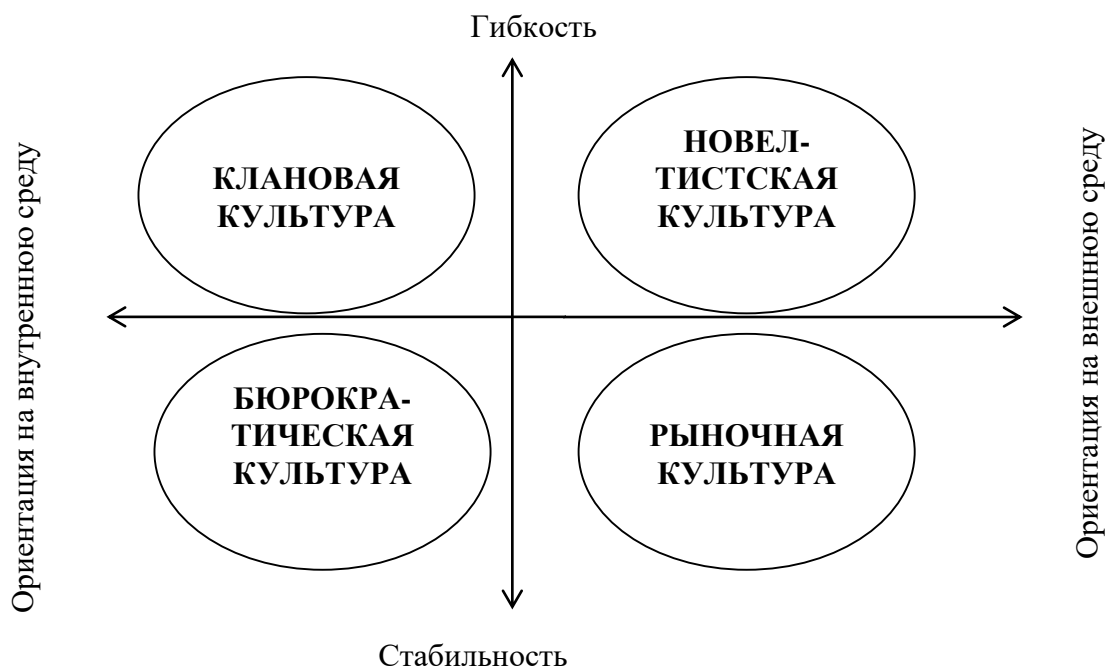 Гибкость
Ориентация на внутреннюю среду
КЛАНОВАЯ
КУЛЬТУРА
НОВЕЛ-
ТИСТСКАЯ
КУЛЬТУРА
Ориентация на внешнюю среду
БЮРОКРА-
ТИЧЕСКАЯ
КУЛЬТУРА
РЫНОЧНАЯ
КУЛЬТУРА
Стабильность